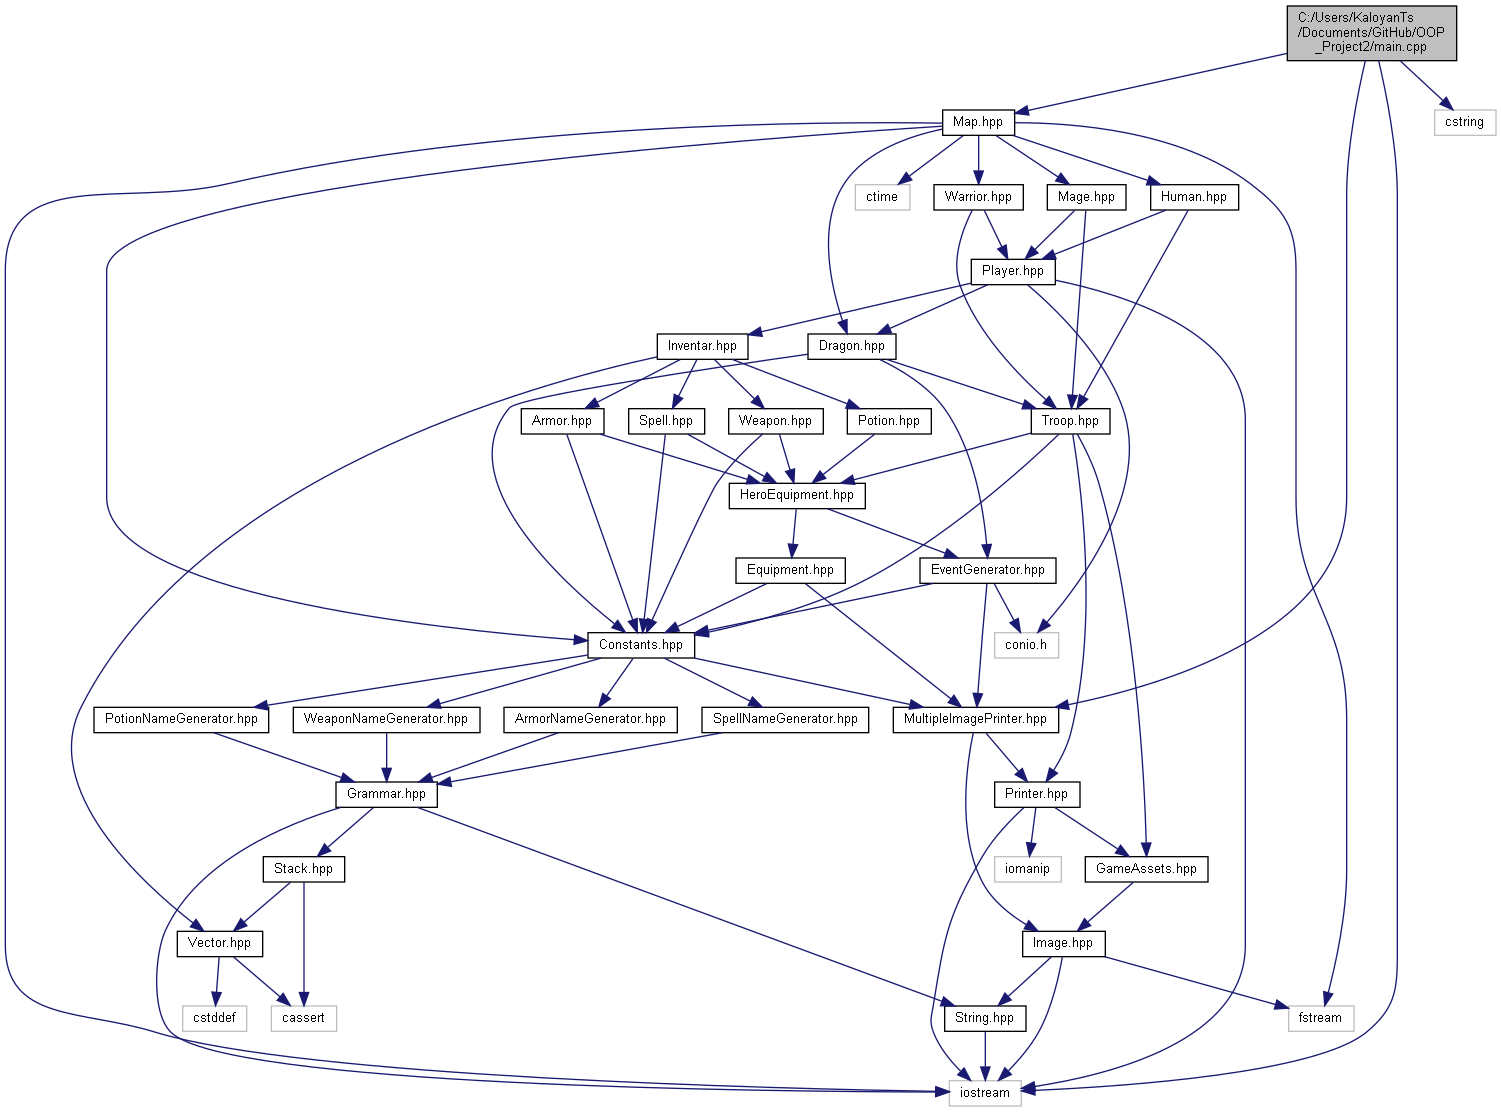 C:/Users/KaloyanTs
/Documents/GitHub/OOP
_Project2/main.cpp
Map.hpp
cstring
ctime
Warrior.hpp
Mage.hpp
Human.hpp
Player.hpp
Inventar.hpp
Dragon.hpp
Armor.hpp
Spell.hpp
Weapon.hpp
Potion.hpp
Troop.hpp
HeroEquipment.hpp
Equipment.hpp
EventGenerator.hpp
Constants.hpp
conio.h
PotionNameGenerator.hpp
WeaponNameGenerator.hpp
ArmorNameGenerator.hpp
SpellNameGenerator.hpp
MultipleImagePrinter.hpp
Grammar.hpp
Printer.hpp
Stack.hpp
iomanip
GameAssets.hpp
Vector.hpp
Image.hpp
cstddef
cassert
String.hpp
fstream
iostream